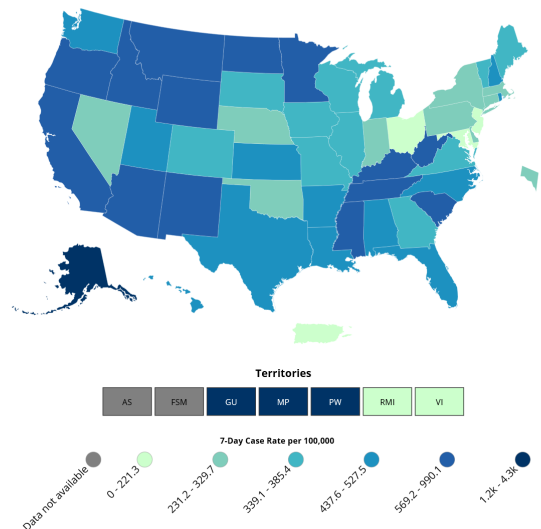 Territories
AS FSM GU MP PW RMI VI
7-Day Case Rate per 100,000
Data not available 0 - 221.3 231.2 - 329.7 339.1 - 385.4 437.6 - 527.5 569.2 - 990.1 1.2k - 4.3k